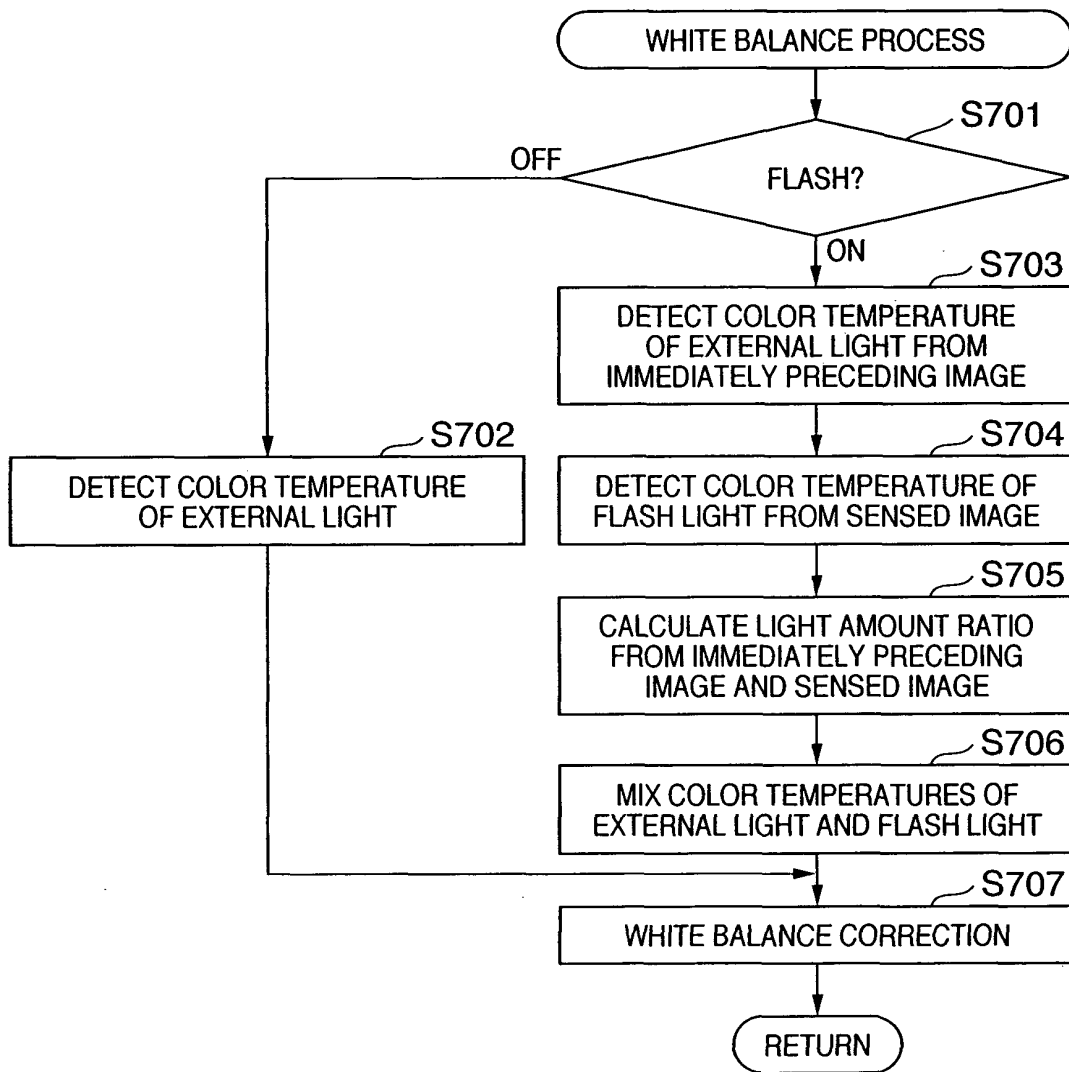 WHITE BALANCE PROCESS
S701
OFF
FLASH?
ON
S703
DETECT COLOR TEMPERATURE
OF EXTERNAL LIGHT FROM
IMMEDIATELY PRECEDING IMAGE
S702
DETECT COLOR TEMPERATURE
OF EXTERNAL LIGHT
S704
DETECT COLOR TEMPERATURE OF
FLASH LIGHT FROM SENSED IMAGE
S705
CALCULATE LIGHT AMOUNT RATIO
FROM IMMEDIATELY PRECEDING
IMAGE AND SENSED IMAGE
S706
MIX COLOR TEMPERATURES OF
EXTERNAL LIGHT AND FLASH LIGHT
S707
WHITE BALANCE CORRECTION
RETURN